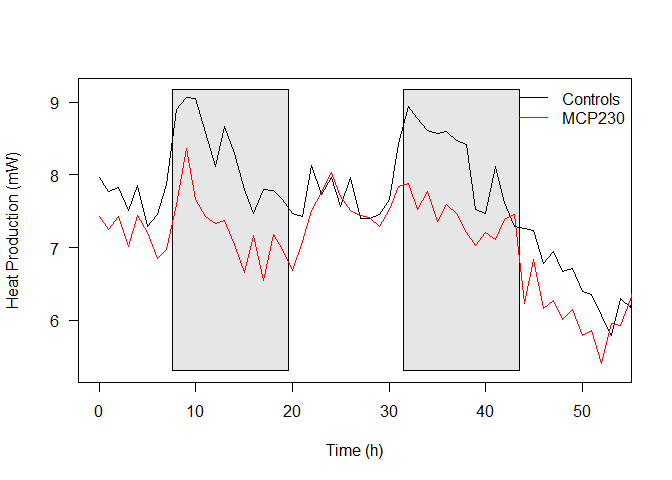 Controls
MCP230
Heat Production (mW)
9
8
7
6
0 10 20 30 40 50
Time (h)